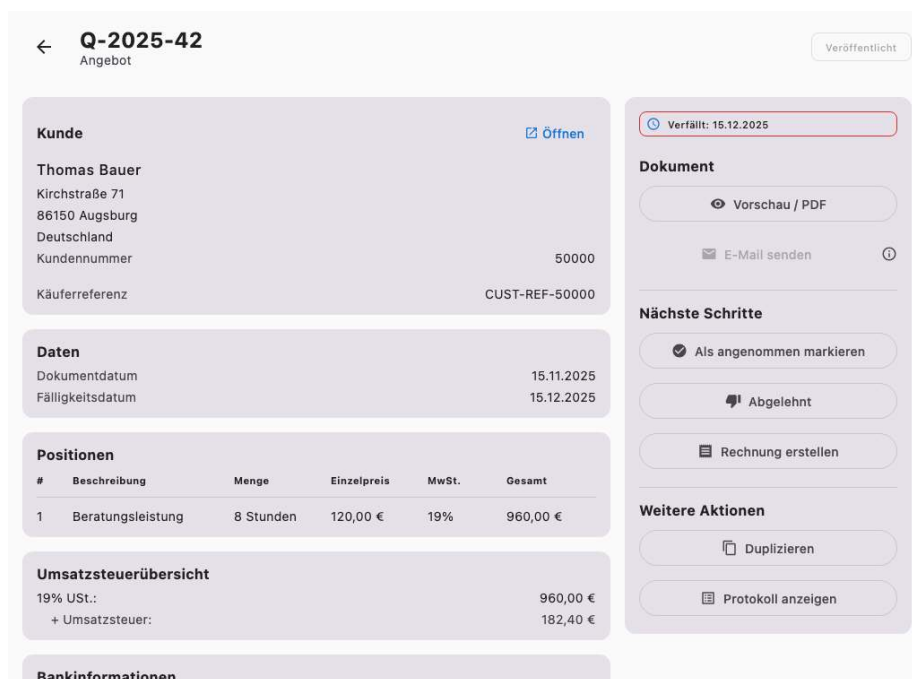 Q-2025-42
Angebot
Veröffentlicht
Kunde
Öffnen
Thomas Bauer
Kirchstraße 71
86150 Augsburg
Deutschland
Kundennummer 50000
Käuferreferenz CUST-REF-50000
Daten
Dokumentdatum 15.11.2025
Fälligkeitsdatum 15.12.2025
Positionen
# Beschreibung Menge Einzelpreis MwSt. Gesamt
1 Beratungsleistung 8 Stunden 120,00 € 19% 960,00 €
Umsatzsteuerübersicht
19% USt.: 960,00 €
+ Umsatzsteuer: 182,40 €
Bankinformationen
Verfällt: 15.12.2025
Dokument
Vorschau / PDF
E-Mail senden
Nächste Schritte
Als angenommen markieren
Abgelehnt
Rechnung erstellen
Weitere Aktionen
Duplizieren
Protokoll anzeigen